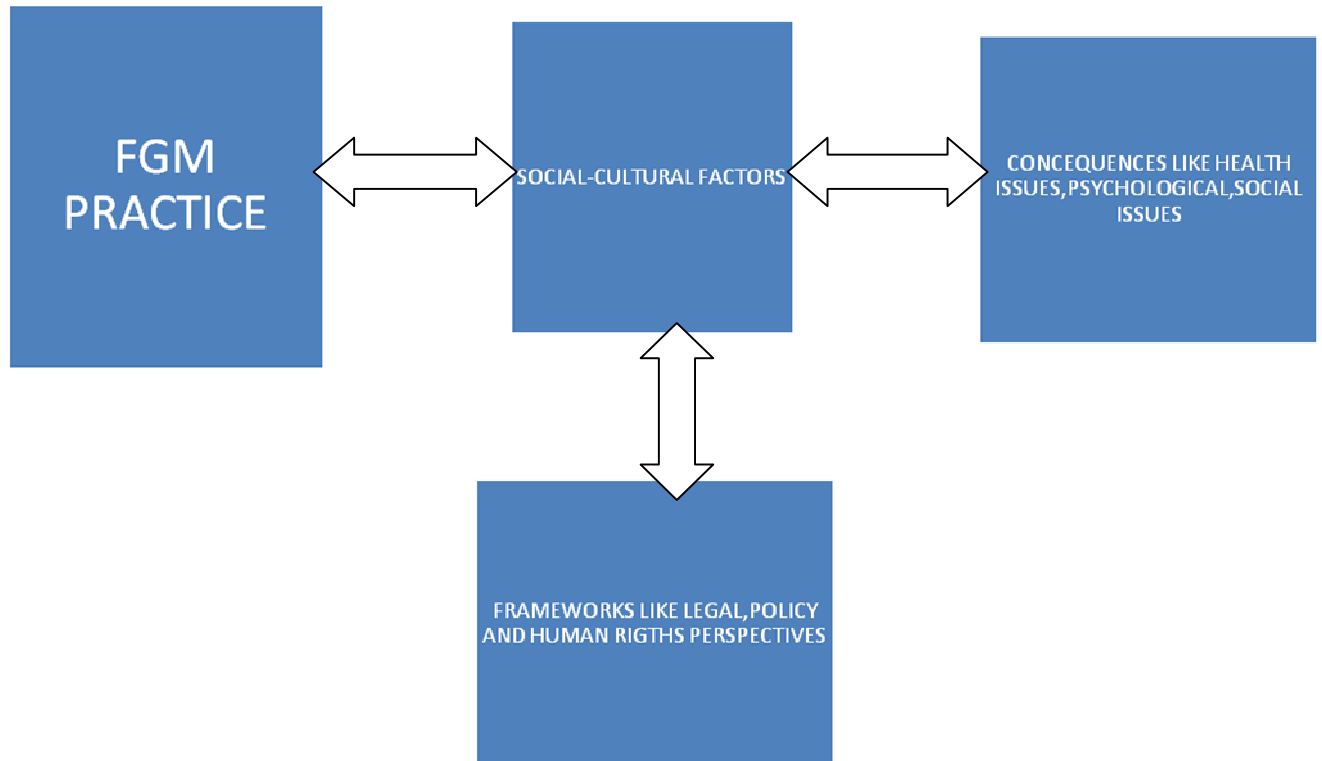 FGM
PRACTICE
SOCIAL-CULTURAL FACTORS
CONCEQUENCES LIKE HEALTH
ISSUES,PSYCHOLOGICAL,SOCIAL
ISSUES
FRAMEWORKS LIKE LEGAL,POLICY
AND HUMAN RIGTHS PERSPECTIVES